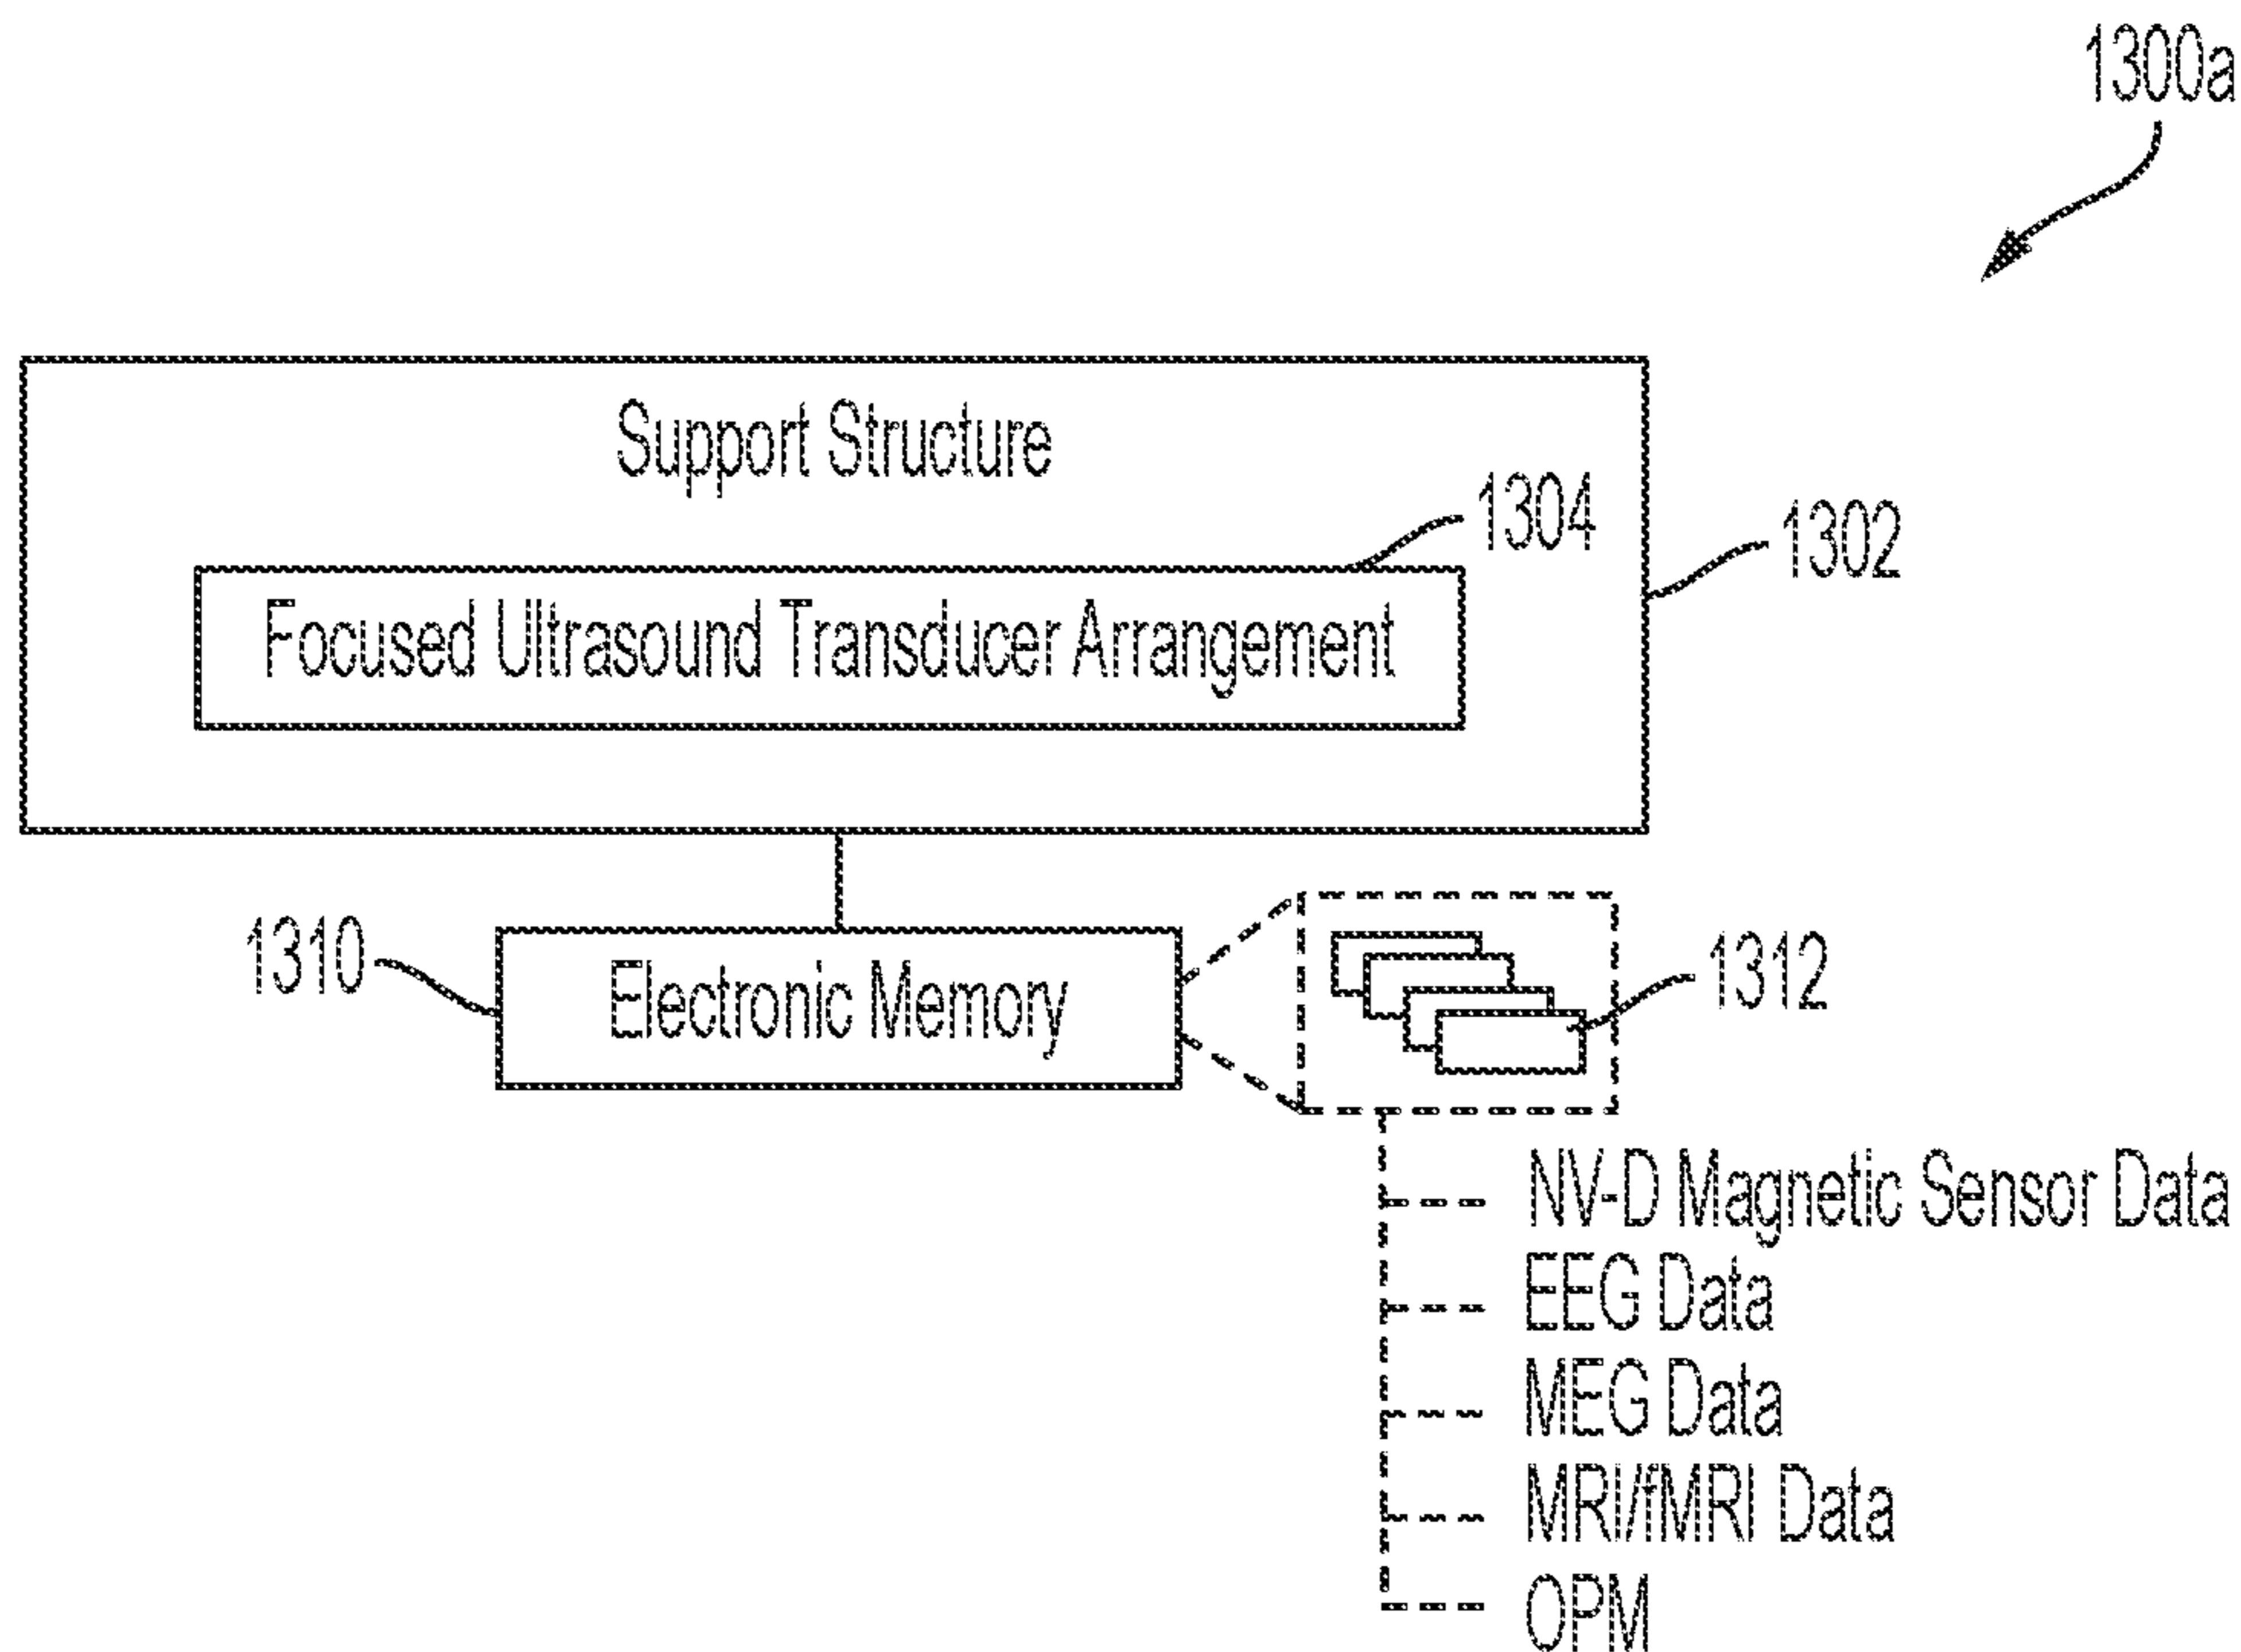 1300a
Support Structure
1304
1302
Focused Ultrasound Transducer Arrangement
1310
Electronic Memory
1312
NV-D Magnetic Sensor Data
EEG Data
MEG Data
MRI/fMRI Data
OPM